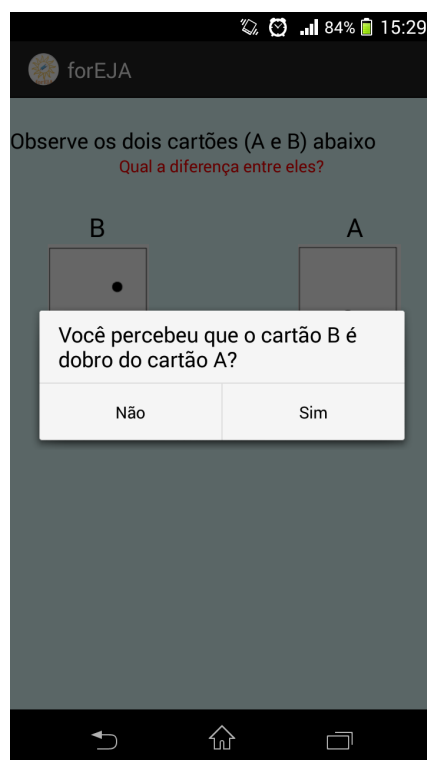 84% 15:29
forEJA
Observe os dois cartões (A e B) abaixo
Qual a diferença entre eles?
B A
Você percebeu que o cartão B é
dobro do cartão A?
Não Sim